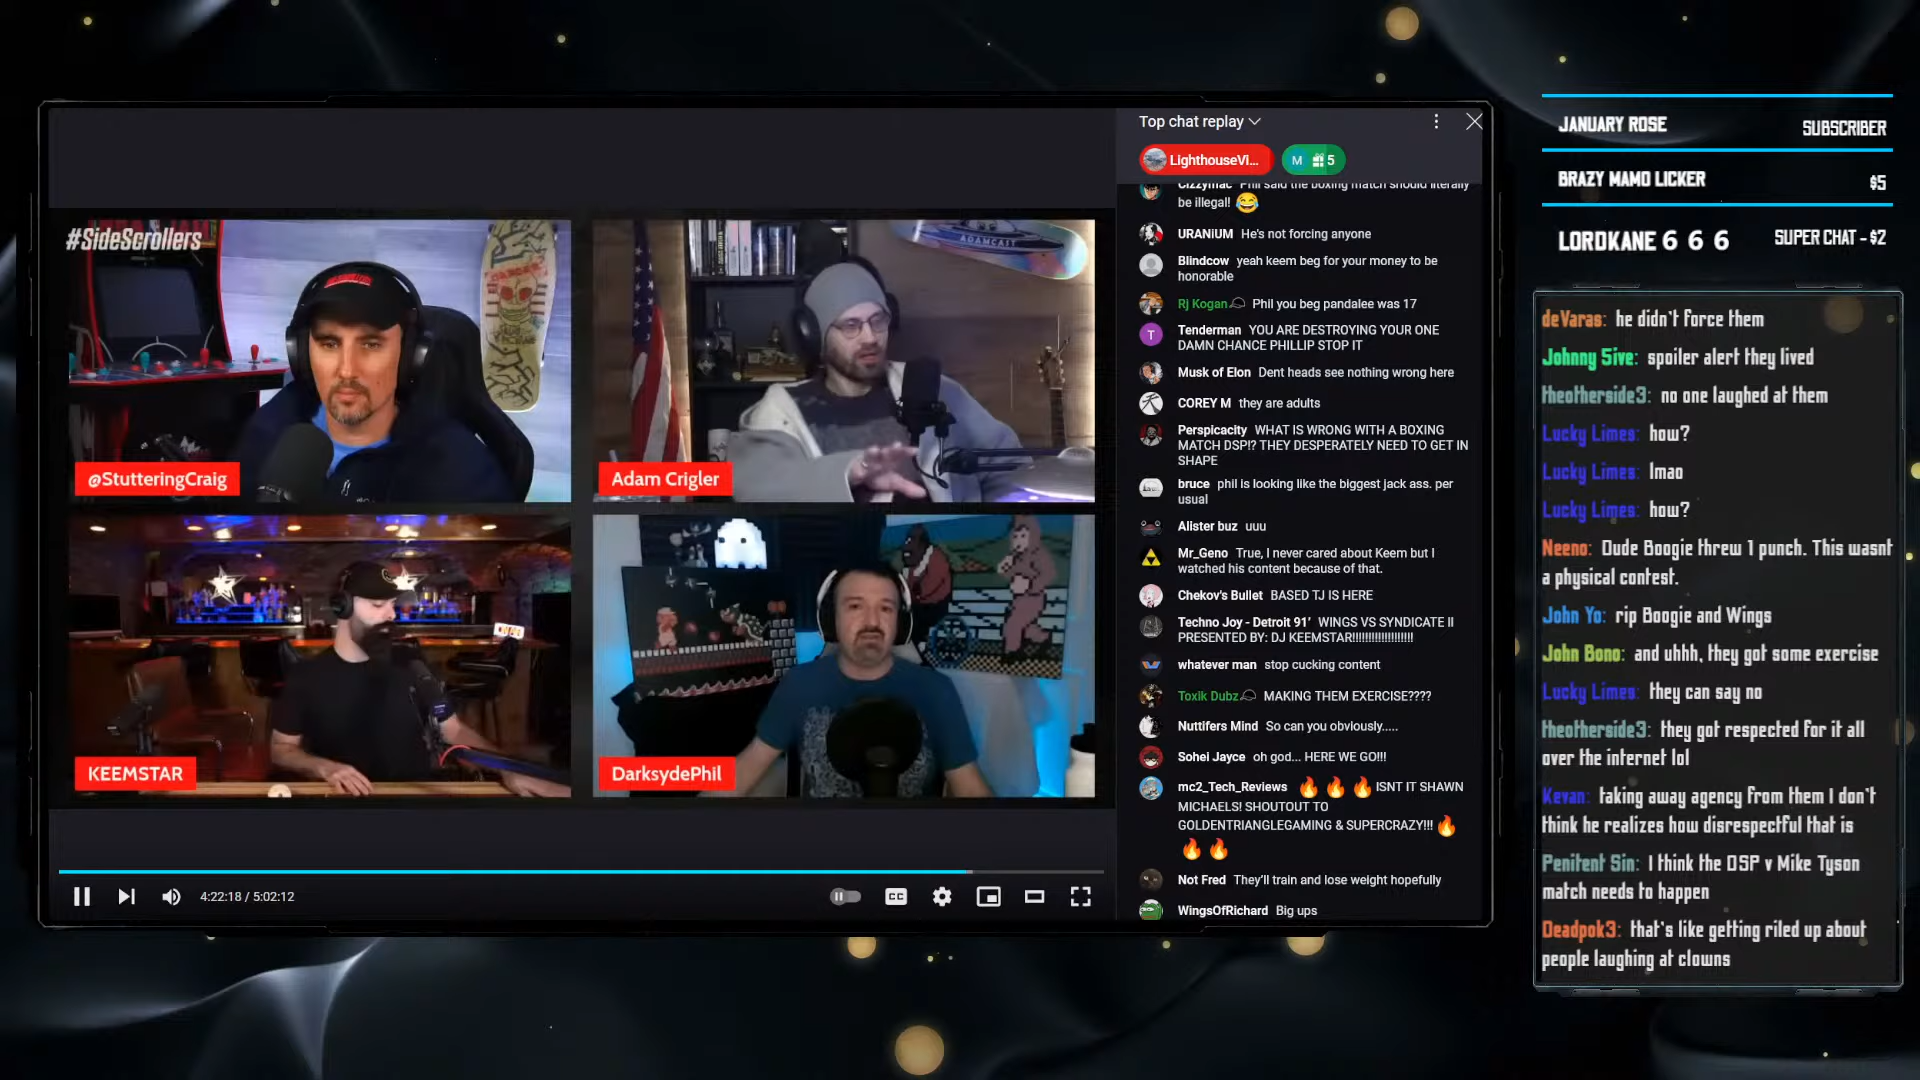 #SideScrollers
ADAMCAST
@StutteringCraig
Adam Crigler
KEEMSTAR
DarksydePhil
4:22:18 / 5:02:12
CC
Top chat replay
LighthouseVi...
M 5
Cizzymac Phil said the boxing match should literally
be illegal! 😂
URANiUM He's not forcing anyone
Blindcow yeah keem beg for your money to be
honorable
Rj Kogan Phil you beg pandalee was 17
T
Tenderman YOU ARE DESTROYING YOUR ONE
DAMN CHANCE PHILLIP STOP IT
Musk of Elon Dent heads see nothing wrong here
COREY M they are adults
Perspicacity WHAT IS WRONG WITH A BOXING
MATCH DSP!? THEY DESPERATELY NEED TO GET IN
SHAPE
bruce phil is looking like the biggest jack ass. per
usual
Alister buz uuu
Mr_Geno True, I never cared about Keem but I
watched his content because of that.
Chekov's Bullet BASED TJ IS HERE
Techno Joy - Detroit 91' WINGS VS SYNDICATE II
PRESENTED BY: DJ KEEMSTAR!!!!!!!!!!!!!!!!!!!!
whatever man stop cucking content
Toxik Dubz MAKING THEM EXERCISE????
Nuttifers Mind So can you obviously.....
Sohei Jayce oh god... HERE WE GO!!!
mc2_Tech_Reviews 🔥 🔥 🔥 ISNT IT SHAWN
MICHAELS! SHOUTOUT TO
GOLDENTRIANGLEGAMING & SUPERCRAZY!!! 🔥
🔥 🔥
Not Fred They'll train and lose weight hopefully
WingsOfRichard Big ups
JANUARY ROSE SUBSCRIBER
BRAZY MAMO LICKER $5
LORDKANE 6 6 6 SUPER CHAT - $2
deVaras: he didn't force them
Johnny 5ive: spoiler alert they lived
theotherside3: no one laughed at them
Lucky Limes: how?
Lucky Limes: lmao
Lucky Limes: how?
Neeno: Dude Boogie threw 1 punch. This wasnt
a physical contest.
John Yo: rip Boogie and Wings
John Bono: and uhhh, they got some exercise
Lucky Limes: they can say no
theotherside3: they got respected for it all
over the internet lol
Kevan: taking away agency from them I don't
think he realizes how disrespectful that is
Penitent Sin: I think the DSP v Mike Tyson
match needs to happen
Deadpok3: that's like getting riled up about
people laughing at clowns